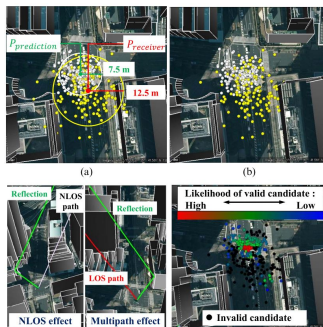 P_prediction
P_receiver
7.5 m
12.5 m
(a)
(b)
Reflection
NLOS path
Reflection
LOS path
NLOS effect
Multipath effect
Likelihood of valid candidate :
High
Low
Invalid candidate